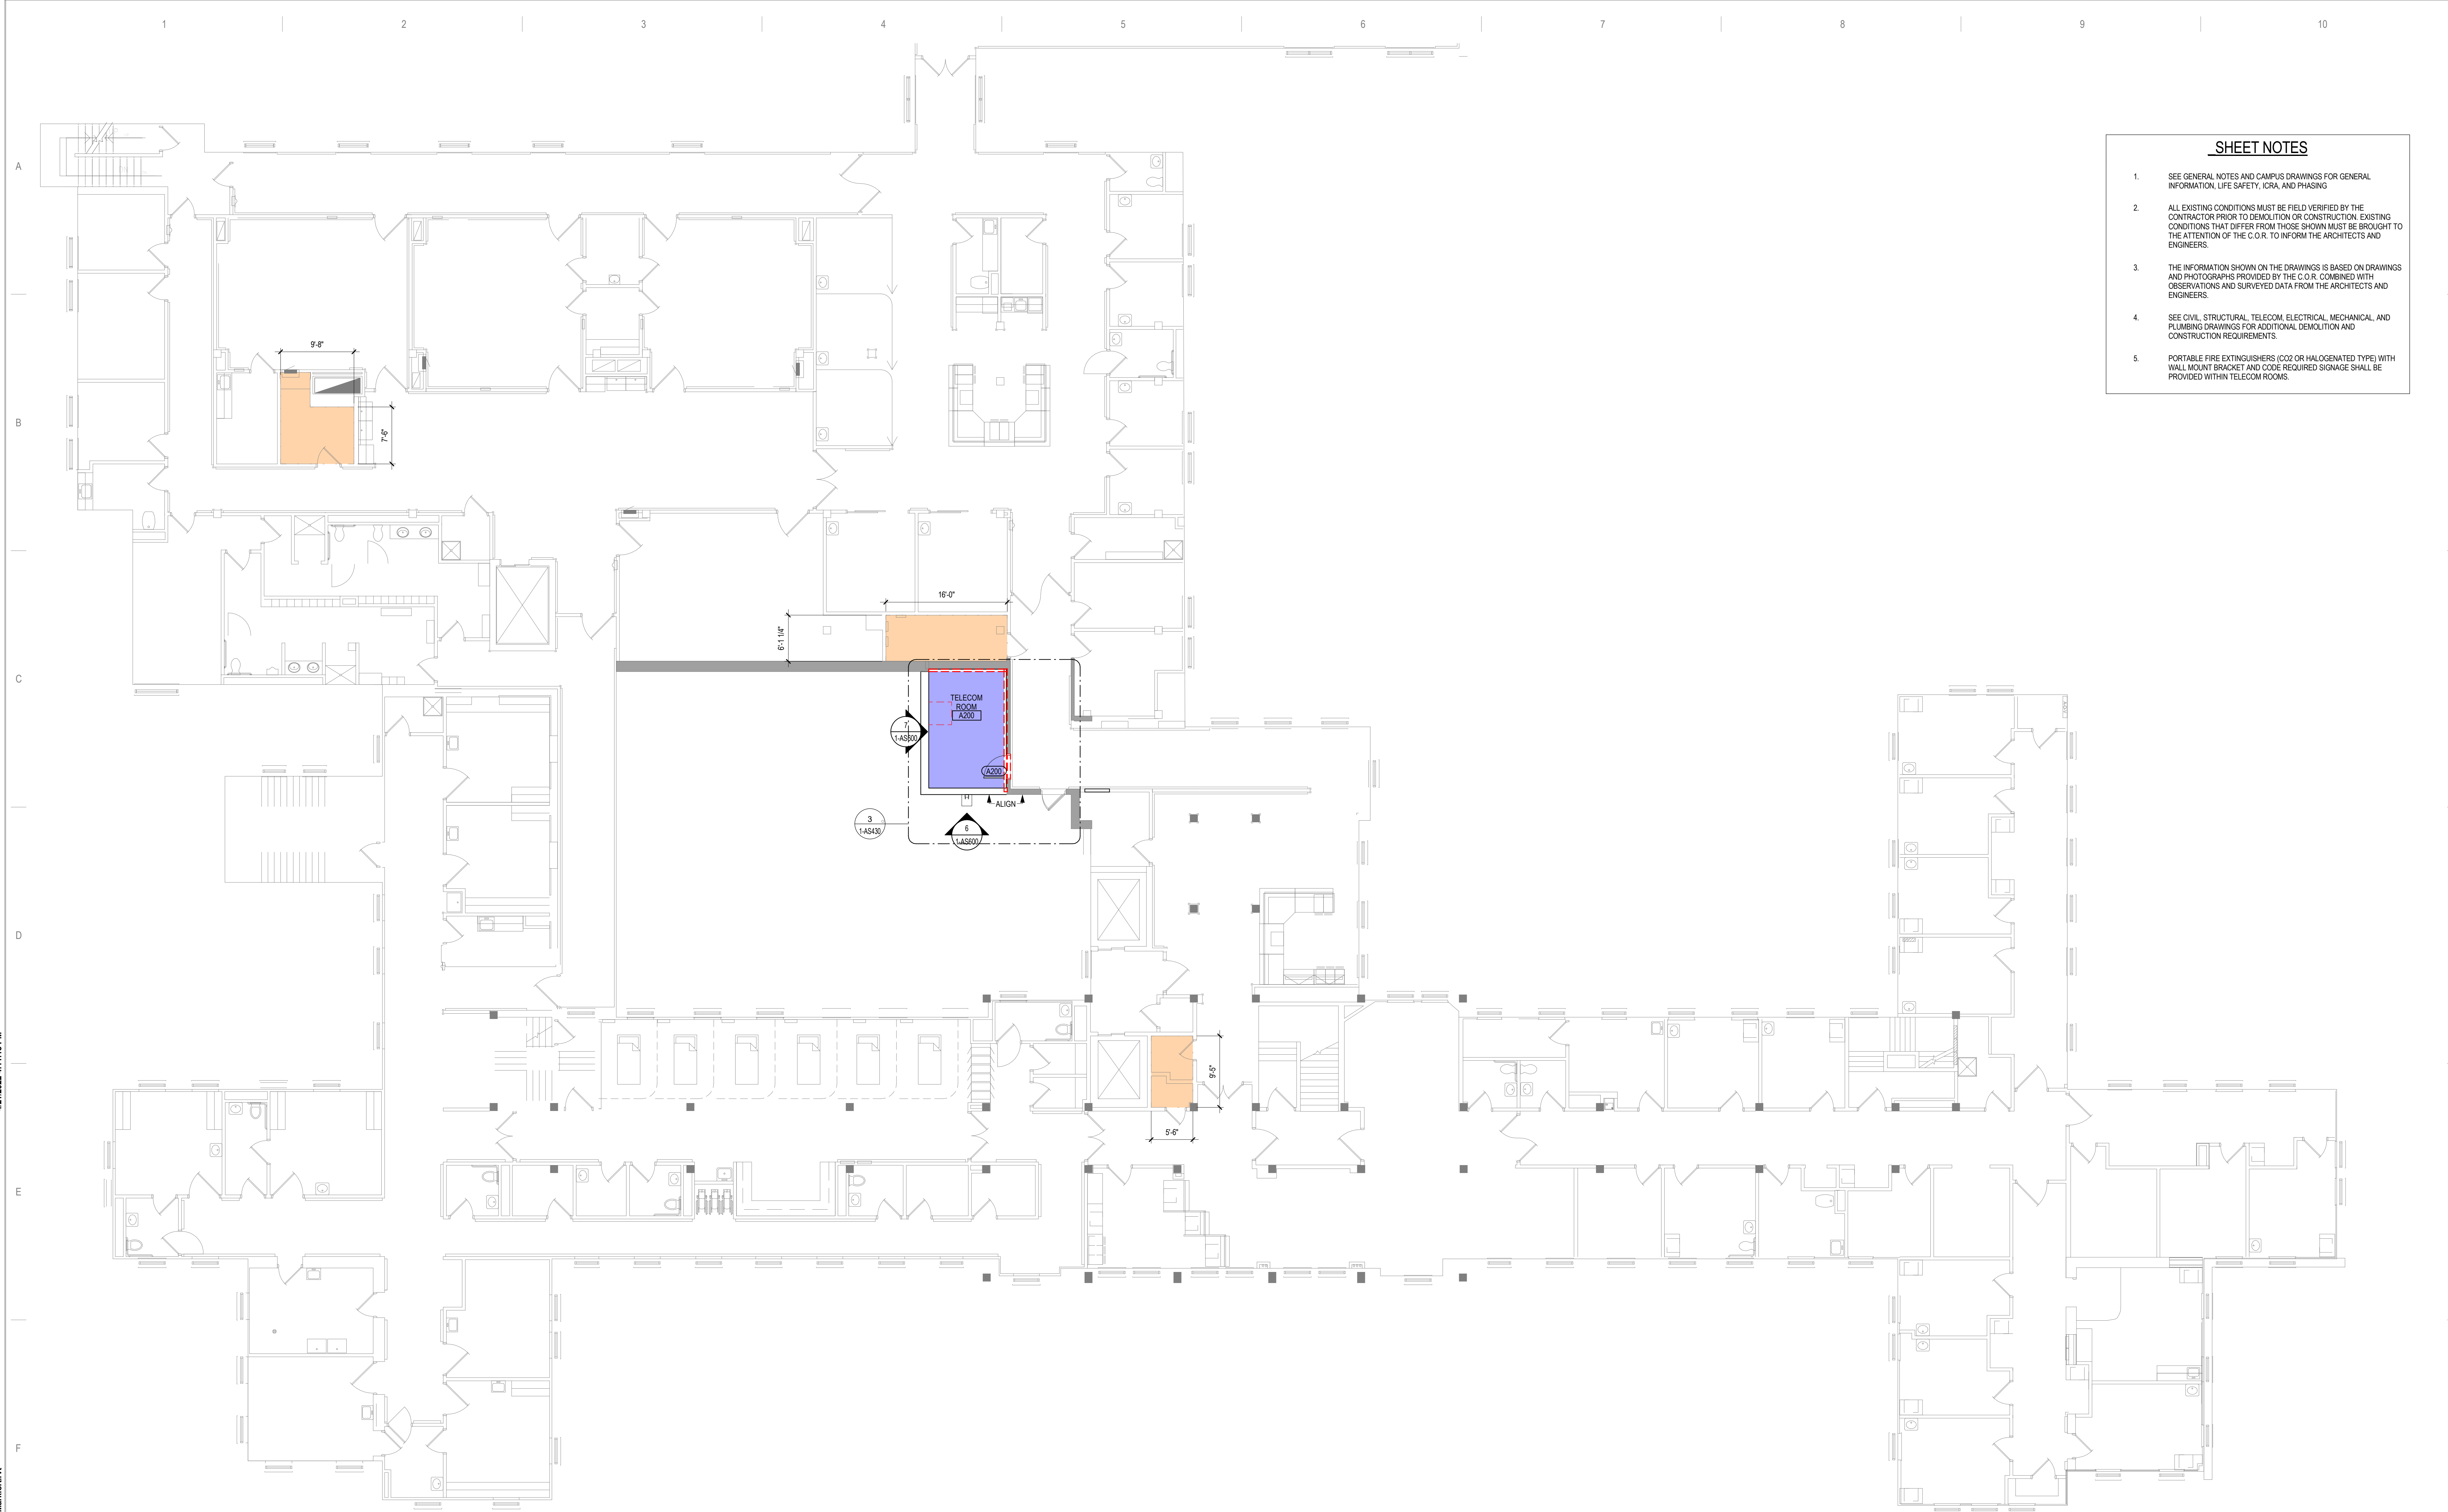 1 2 3 4 5 6 7 8 9 10
A
B
C
D
E
F
SHEET NOTES
1. SEE GENERAL NOTES AND CAMPUS DRAWINGS FOR GENERAL
INFORMATION, LIFE SAFETY, ICRA, AND PHASING
2. ALL EXISTING CONDITIONS MUST BE FIELD VERIFIED BY THE
CONTRACTOR PRIOR TO DEMOLITION OR CONSTRUCTION. EXISTING
CONDITIONS THAT DIFFER FROM THOSE SHOWN MUST BE BROUGHT TO
THE ATTENTION OF THE C.O.R. TO INFORM THE ARCHITECTS AND
ENGINEERS.
3. THE INFORMATION SHOWN ON THE DRAWINGS IS BASED ON DRAWINGS
AND PHOTOGRAPHS PROVIDED BY THE C.O.R. COMBINED WITH
OBSERVATIONS AND SURVEYED DATA FROM THE ARCHITECTS AND
ENGINEERS.
4. SEE CIVIL, STRUCTURAL, TELECOM, ELECTRICAL, MECHANICAL, AND
PLUMBING DRAWINGS FOR ADDITIONAL DEMOLITION AND
CONSTRUCTION REQUIREMENTS.
5. PORTABLE FIRE EXTINGUISHERS (CO2 OR HALOGENATED TYPE) WITH
WALL MOUNT BRACKET AND CODE REQUIRED SIGNAGE SHALL BE
PROVIDED WITHIN TELECOM ROOMS.
9'-8"
7'-6"
16'-0"
6'-1 1/4"
TELECOM
ROOM
A200
7
1-AS600
A200
ALIGN
3
1-AS430
6
1-AS600
9'-5"
5'-6"